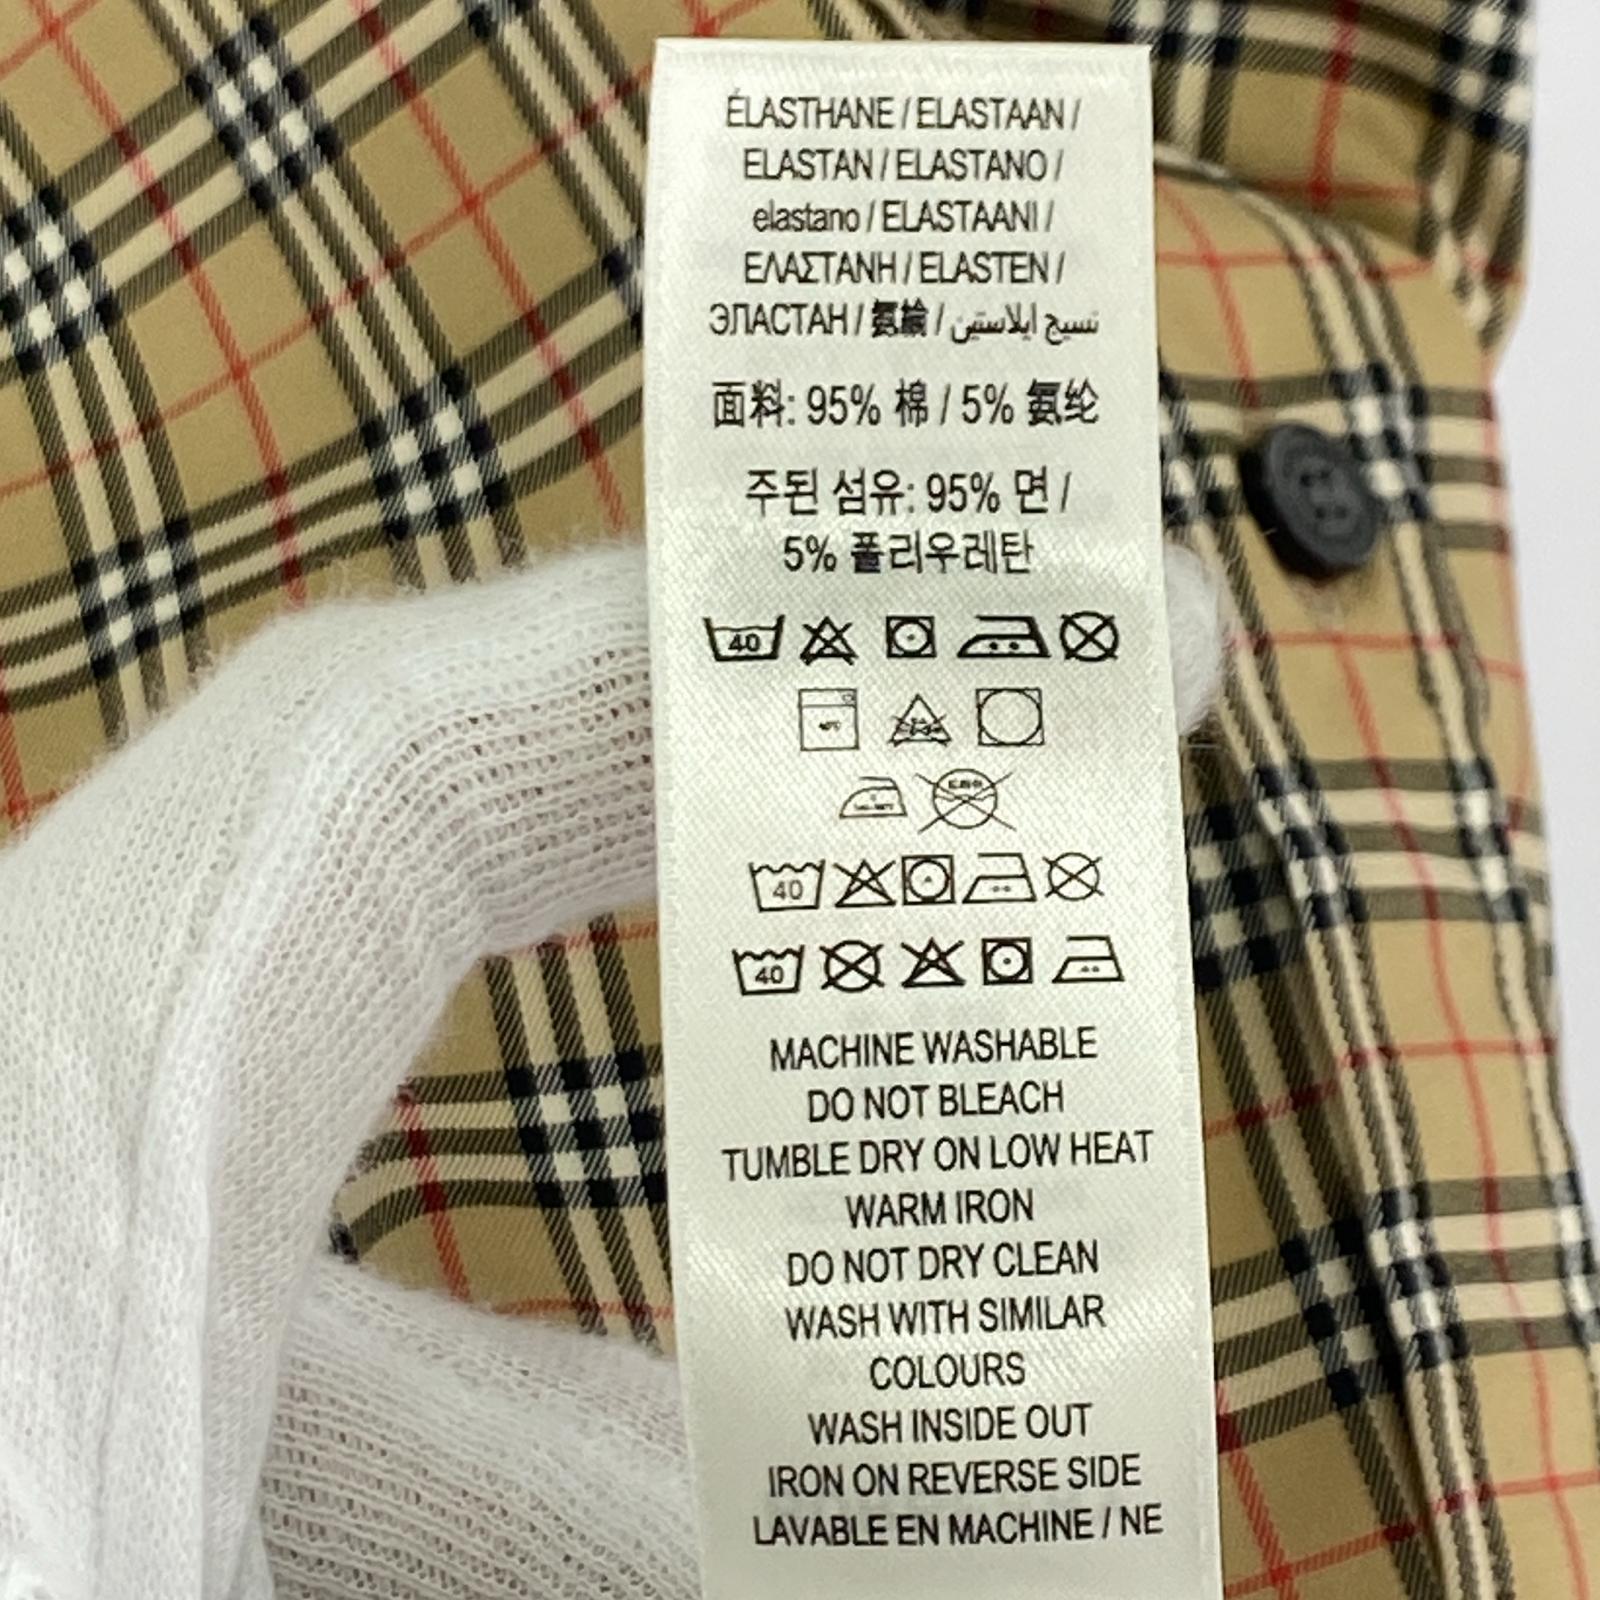 ÉLASTHANE / ELASTAAN /
ELASTAN / ELASTANO /
elastano / ELASTAANI /
ΕΛΑΣΤΑΝΗ / ELASTEN /
ЭЛАСТАН / 氨綸 / نسيج ايلاستين
面料: 95% 棉 / 5% 氨纶
주된 섬유: 95% 면 /
5% 폴리우레탄
40
40
40
MACHINE WASHABLE
DO NOT BLEACH
TUMBLE DRY ON LOW HEAT
WARM IRON
DO NOT DRY CLEAN
WASH WITH SIMILAR
COLOURS
WASH INSIDE OUT
IRON ON REVERSE SIDE
LAVABLE EN MACHINE / NE